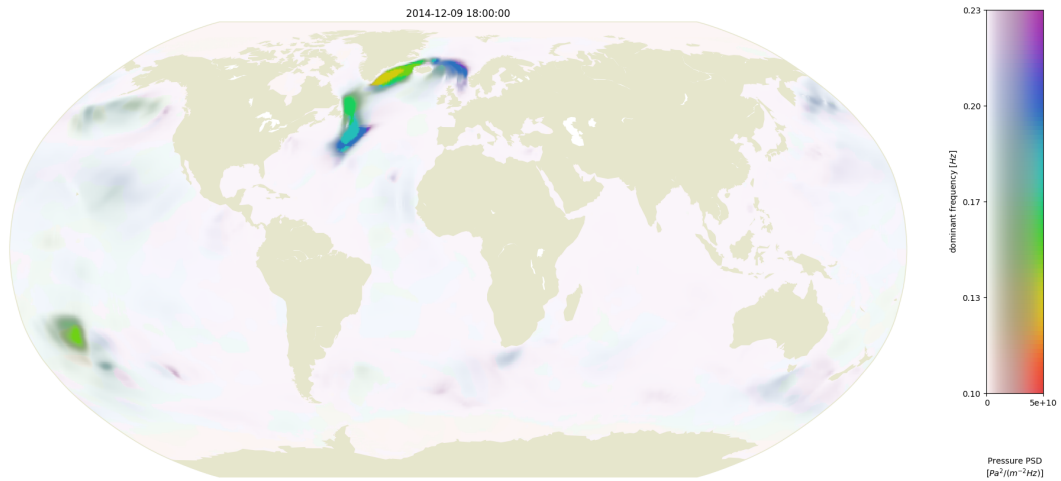 2014-12-09 18:00:00
0.23
0.20
0.17
0.13
0.10
dominant frequency [Hz]
0 5e+10
Pressure PSD
[Pa²/(m⁻²Hz)]